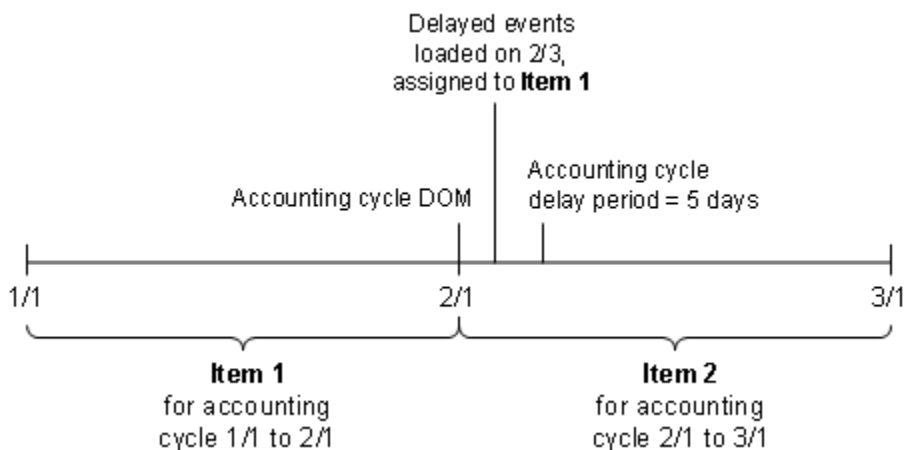 Delayed events
loaded on 2/3,
assigned to Item 1
Accounting cycle
delay period = 5 days
Accounting cycle DOM
1/1
2/1
3/1
Item 1
for accounting
cycle 1/1 to 2/1
Item 2
for accounting
cycle 2/1 to 3/1